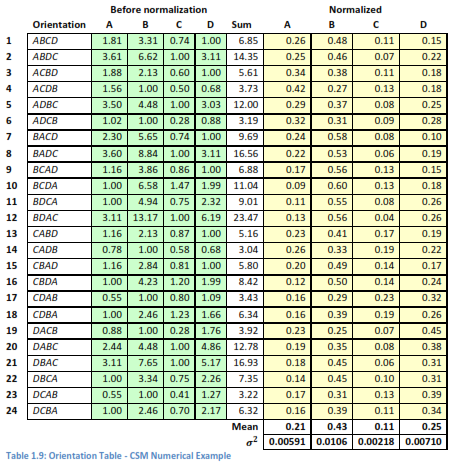 Before normalization Normalized
Orientation A B C D Sum A B C D
1 ABCD 1.81 3.31 0.74 1.00 6.85 0.26 0.48 0.11 0.15
2 ABDC 3.61 6.62 1.00 3.11 14.35 0.25 0.46 0.07 0.22
3 ACBD 1.88 2.13 0.60 1.00 5.61 0.34 0.38 0.11 0.18
4 ACDB 1.56 1.00 0.50 0.68 3.73 0.42 0.27 0.13 0.18
5 ADBC 3.50 4.48 1.00 3.03 12.00 0.29 0.37 0.08 0.25
6 ADCB 1.02 1.00 0.28 0.88 3.19 0.32 0.31 0.09 0.28
7 BACD 2.30 5.65 0.74 1.00 9.69 0.24 0.58 0.08 0.10
8 BADC 3.60 8.84 1.00 3.11 16.56 0.22 0.53 0.06 0.19
9 BCAD 1.16 3.86 0.86 1.00 6.88 0.17 0.56 0.13 0.15
10 BCDA 1.00 6.58 1.47 1.99 11.04 0.09 0.60 0.13 0.18
11 BDCA 1.00 4.94 0.75 2.32 9.01 0.11 0.55 0.08 0.26
12 BDAC 3.11 13.17 1.00 6.19 23.47 0.13 0.56 0.04 0.26
13 CABD 1.16 2.13 0.87 1.00 5.16 0.23 0.41 0.17 0.19
14 CADB 0.78 1.00 0.58 0.68 3.04 0.26 0.33 0.19 0.22
15 CBAD 1.16 2.84 0.81 1.00 5.80 0.20 0.49 0.14 0.17
16 CBDA 1.00 4.23 1.20 1.99 8.42 0.12 0.50 0.14 0.24
17 CDAB 0.55 1.00 0.80 1.09 3.43 0.16 0.29 0.23 0.32
18 CDBA 1.00 2.46 1.23 1.66 6.34 0.16 0.39 0.19 0.26
19 DACB 0.88 1.00 0.28 1.76 3.92 0.23 0.25 0.07 0.45
20 DABC 2.44 4.48 1.00 4.86 12.78 0.19 0.35 0.08 0.38
21 DBAC 3.11 7.65 1.00 5.17 16.93 0.18 0.45 0.06 0.31
22 DBCA 1.00 3.34 0.75 2.26 7.35 0.14 0.45 0.10 0.31
23 DCAB 0.55 1.00 0.41 1.27 3.22 0.17 0.31 0.13 0.39
24 DCBA 1.00 2.46 0.70 2.17 6.32 0.16 0.39 0.11 0.34
Mean 0.21 0.43 0.11 0.25
σ² 0.00591 0.0106 0.00218 0.00710
Table 1.9: Orientation Table - CSM Numerical Example